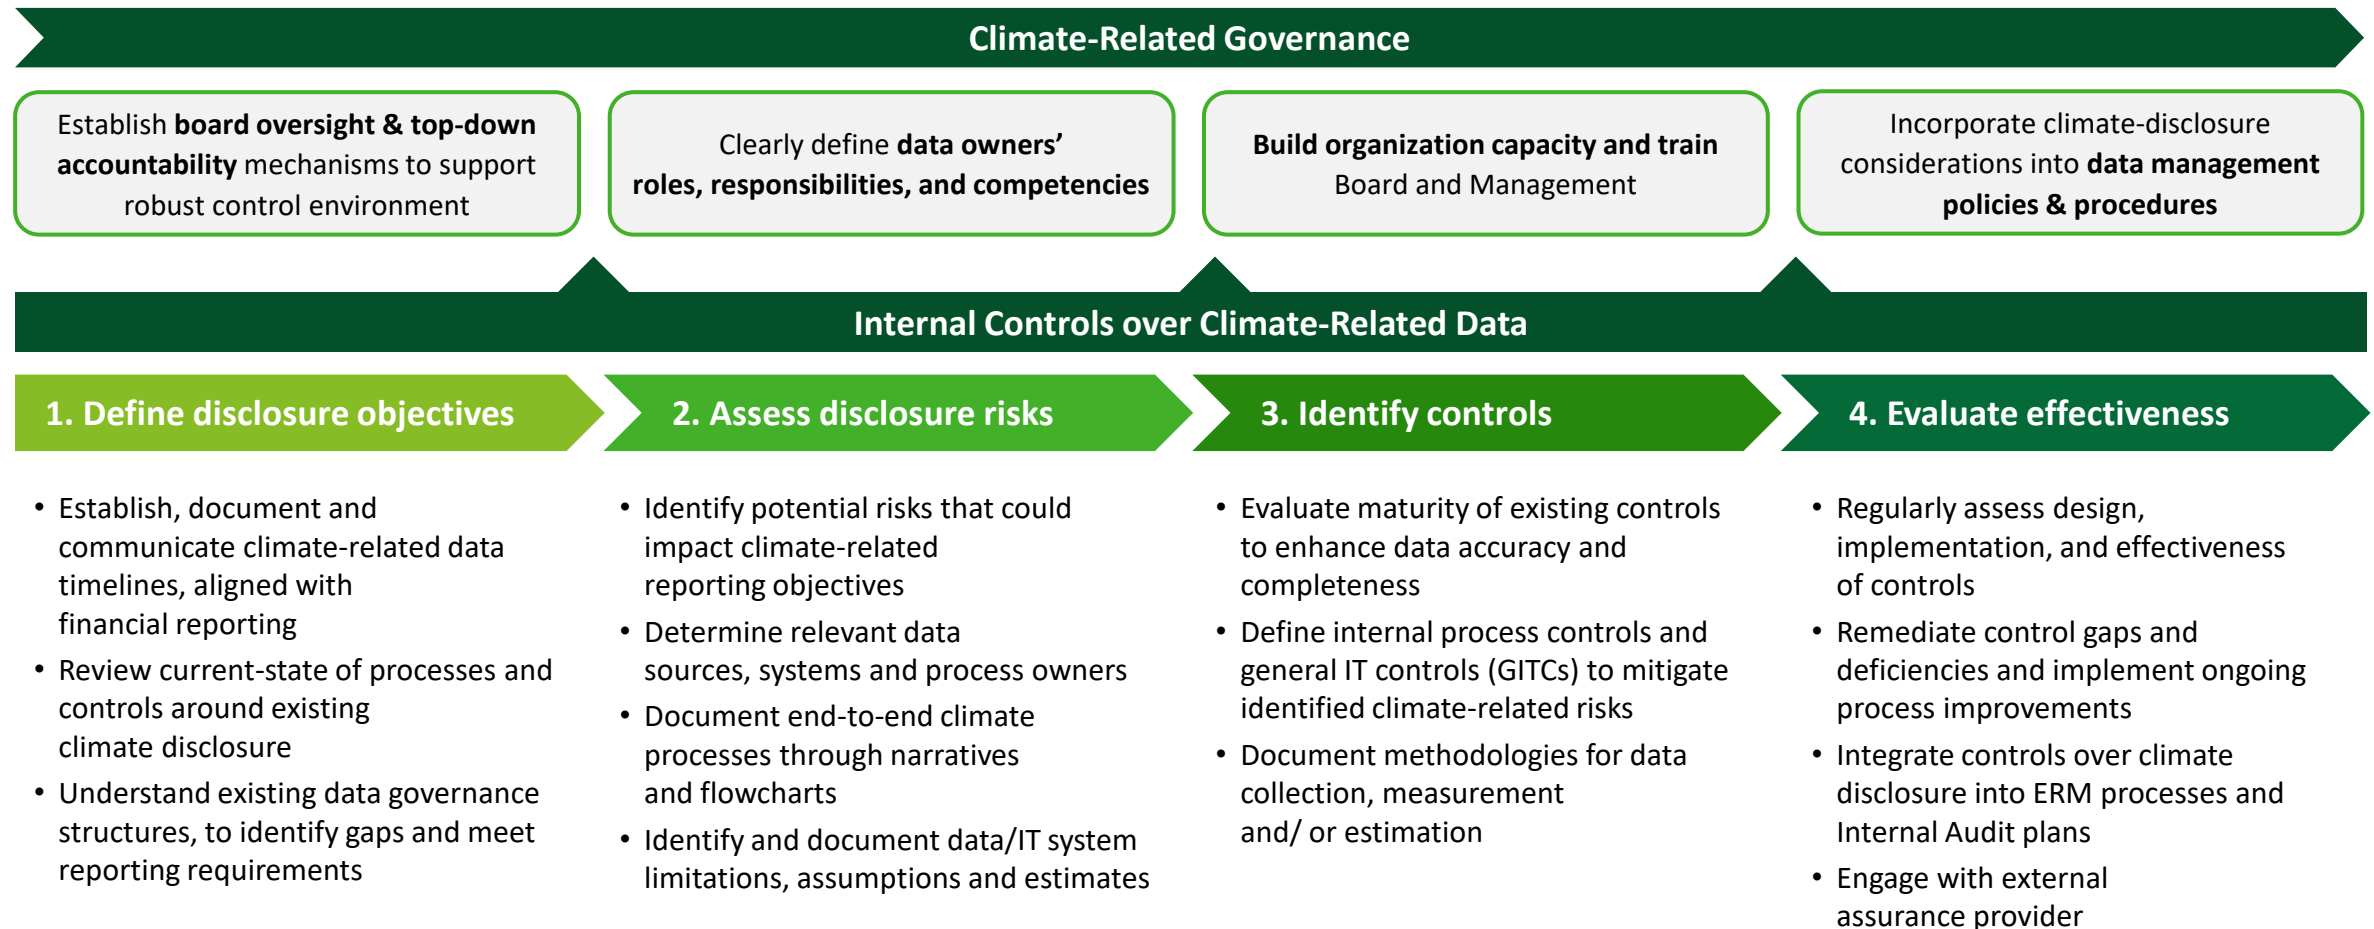 Climate-Related Governance
Establish board oversight & top-down
accountability mechanisms to support
robust control environment
Clearly define data owners'
roles, responsibilities, and competencies
Build organization capacity and train
Board and Management
Incorporate climate-disclosure
considerations into data management
policies & procedures
Internal Controls over Climate-Related Data
1. Define disclosure objectives
• Establish, document and
communicate climate-related data
timelines, aligned with
financial reporting
• Review current-state of processes and
controls around existing
climate disclosure
• Understand existing data governance
structures, to identify gaps and meet
reporting requirements
2. Assess disclosure risks
• Identify potential risks that could
impact climate-related
reporting objectives
• Determine relevant data
sources, systems and process owners
• Document end-to-end climate
processes through narratives
and flowcharts
• Identify and document data/IT system
limitations, assumptions and estimates
3. Identify controls
• Evaluate maturity of existing controls
to enhance data accuracy and
completeness
• Define internal process controls and
general IT controls (GITCs) to mitigate
identified climate-related risks
• Document methodologies for data
collection, measurement
and/ or estimation
4. Evaluate effectiveness
• Regularly assess design,
implementation, and effectiveness
of controls
• Remediate control gaps and
deficiencies and implement ongoing
process improvements
• Integrate controls over climate
disclosure into ERM processes and
Internal Audit plans
• Engage with external
assurance provider